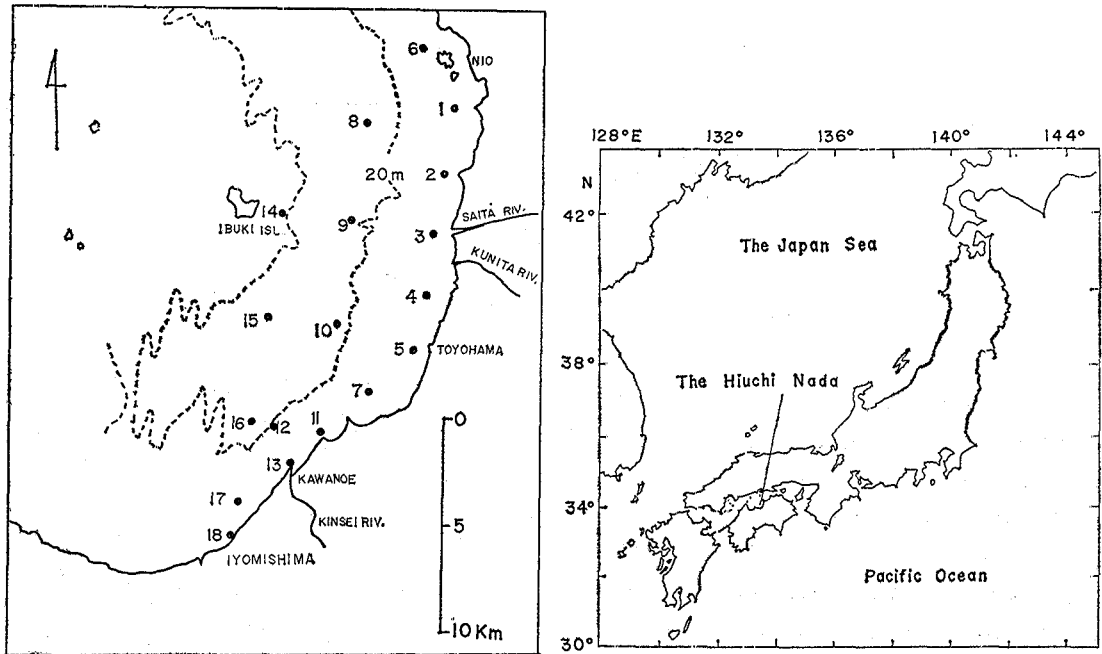 6
NIO
1
8
20m
2
14
IBUKI ISL.
9
SAITA RIV.
3
KUNITA RIV.
4
15
10
5
TOYOHAMA
7
16
12
11
0
13
KAWANOE
17
KINSEI RIV.
5
18
IYOMISHIMA
10 Km
128°E
132°
136°
140°
144°
N
42°
The Japan Sea
38°
The Hiuchi Nada
34°
Pacific Ocean
30°